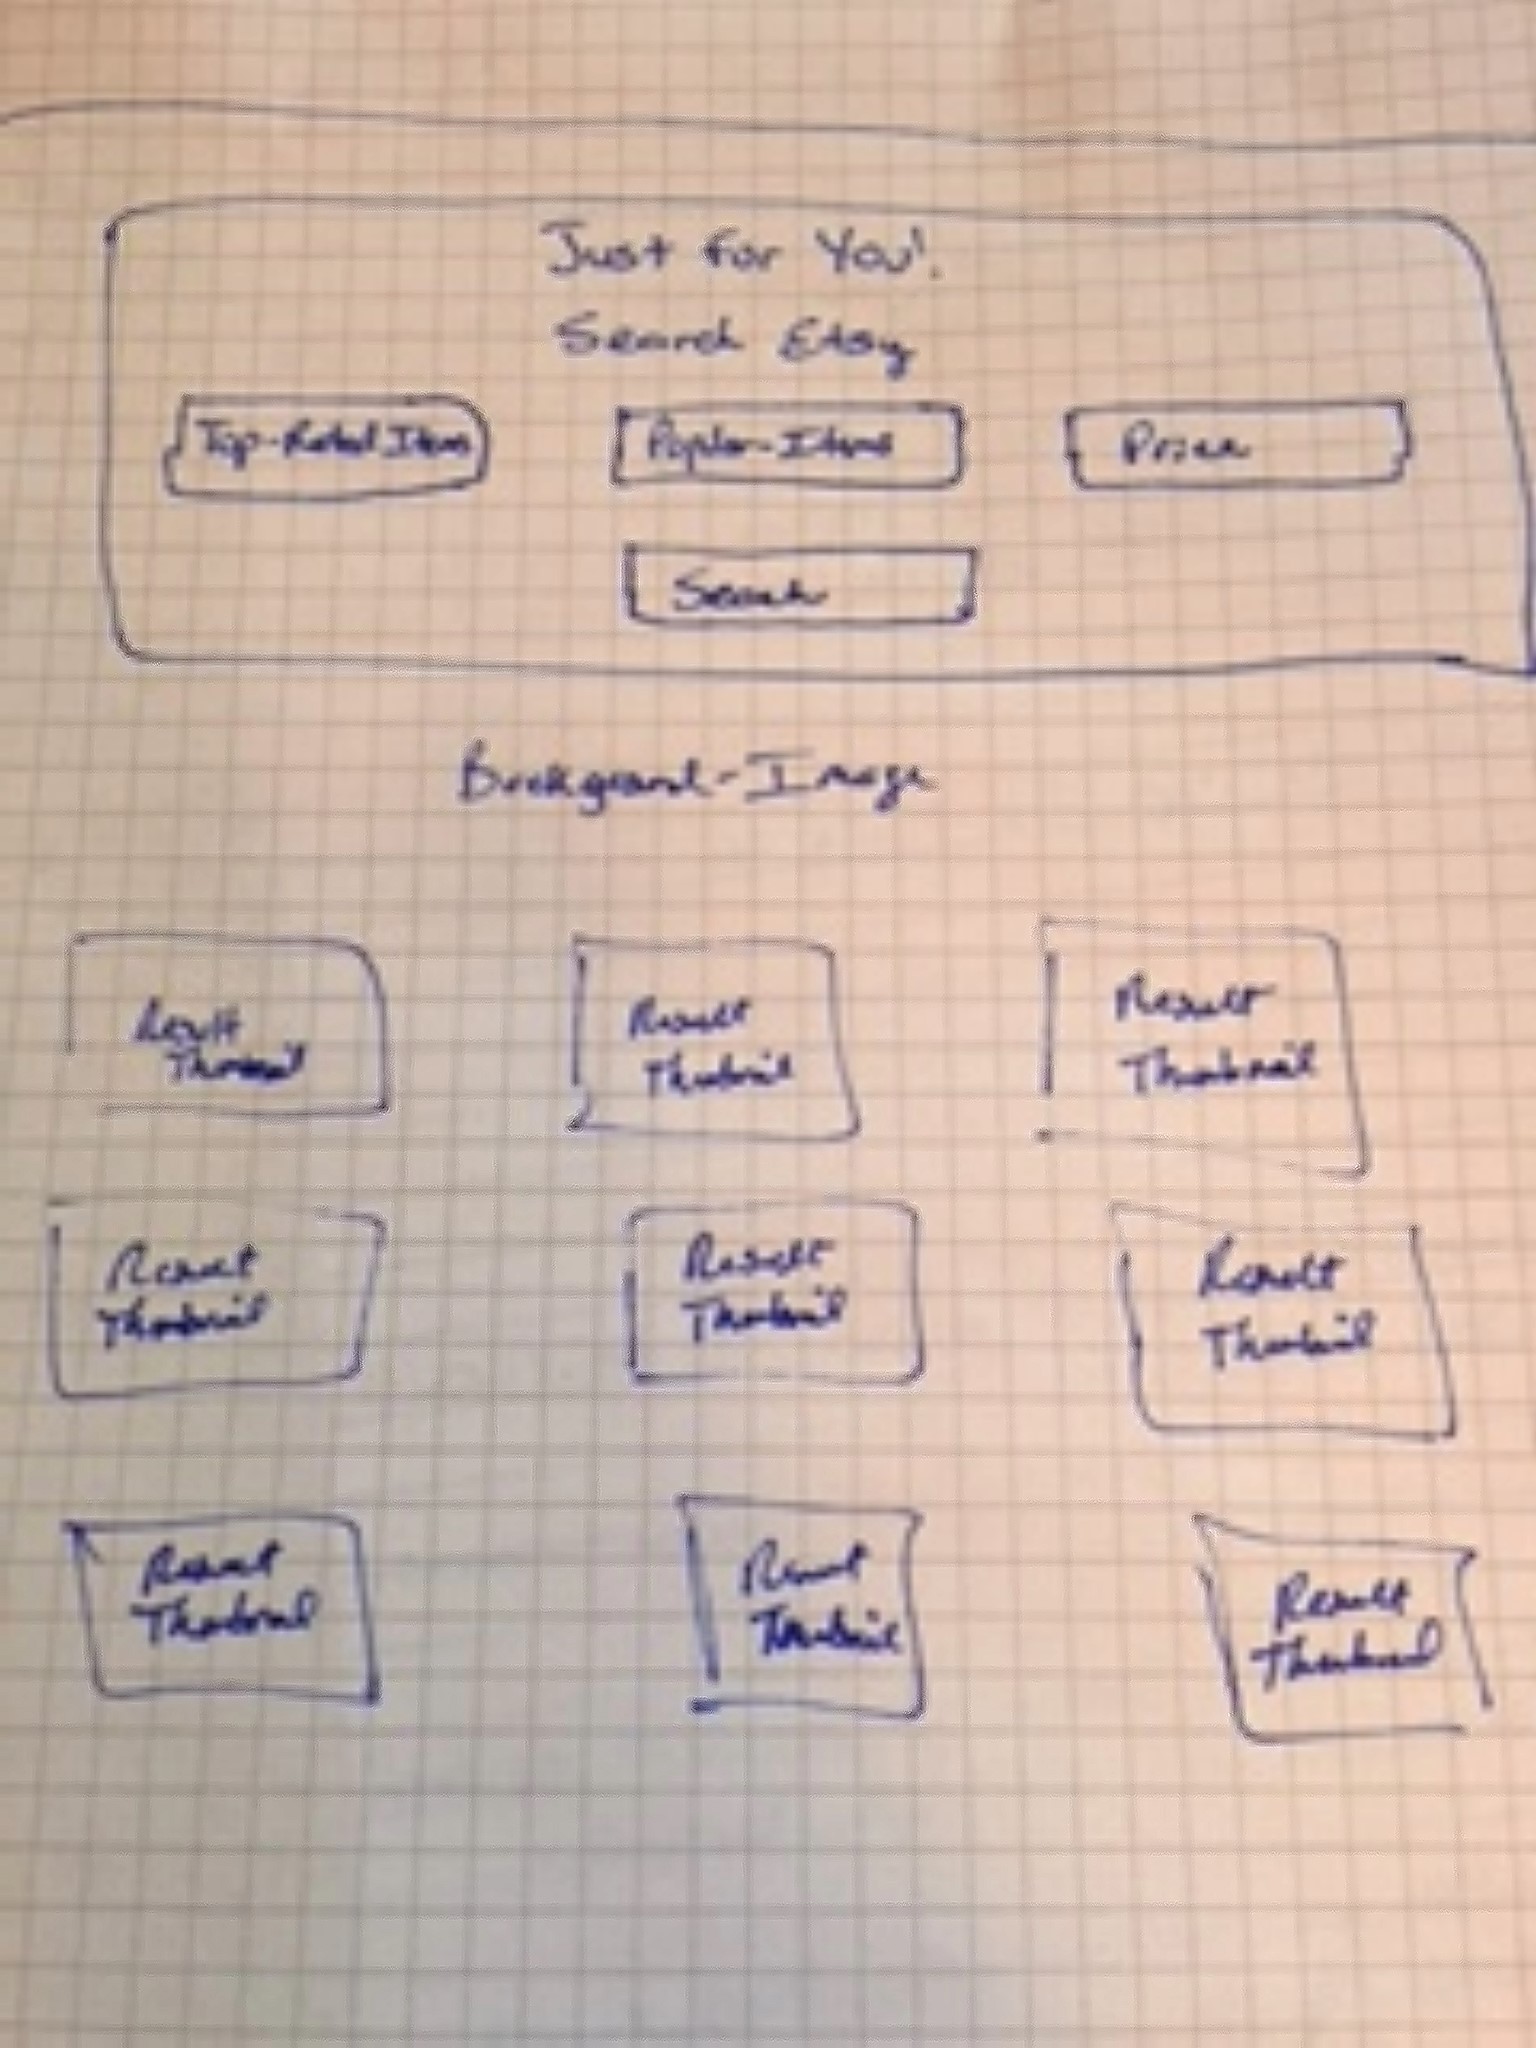 Just For You!
Search Etsy
Top-Rated Items
Popular-Items
Price
Search
Background-Image
Result
Thumbnail
Result
Thumbnail
Result
Thumbnail
Result
Thumbnail
Result
Thumbnail
Result
Thumbnail
Result
Thumbnail
Result
Thumbnail
Result
Thumbnail